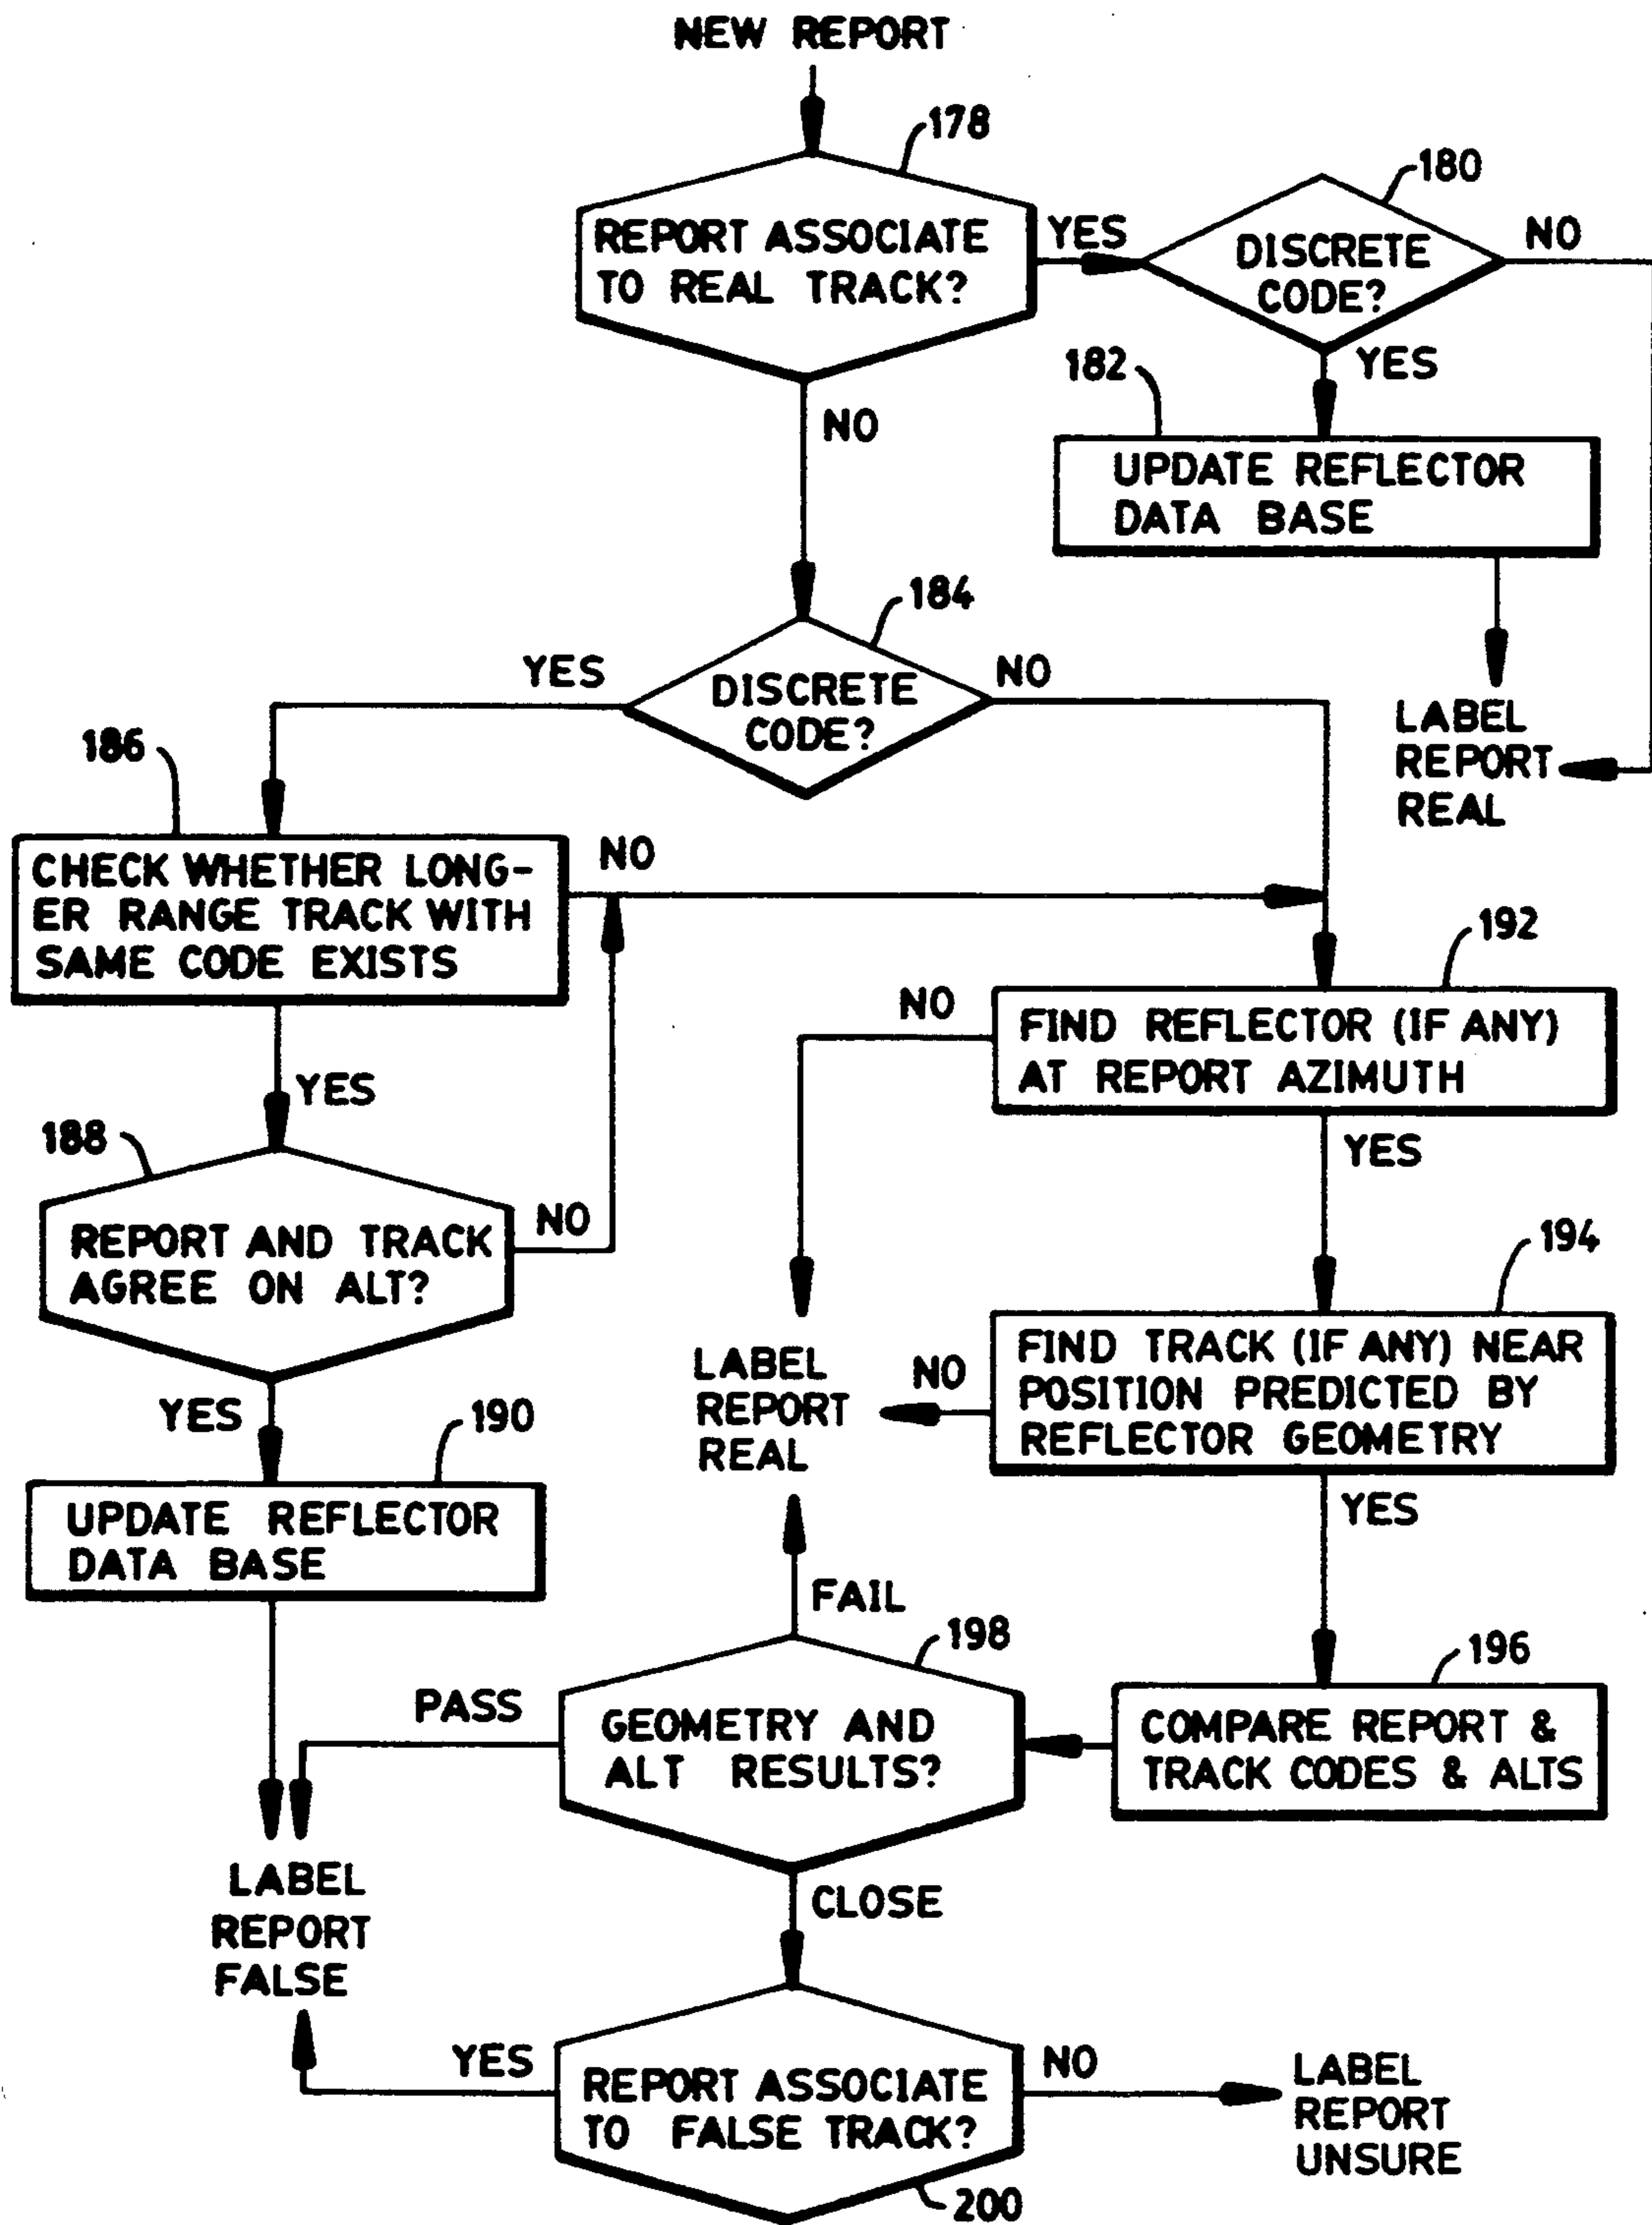 NEW REPORT
178
REPORT ASSOCIATE
TO REAL TRACK?
YES
180
DISCRETE
CODE?
NO
YES
182
UPDATE REFLECTOR
DATA BASE
LABEL
REPORT
REAL
NO
184
DISCRETE
CODE?
YES
NO
186
CHECK WHETHER LONG-
ER RANGE TRACK WITH
SAME CODE EXISTS
NO
YES
188
REPORT AND TRACK
AGREE ON ALT?
NO
YES
190
UPDATE REFLECTOR
DATA BASE
192
FIND REFLECTOR (IF ANY)
AT REPORT AZIMUTH
NO
YES
194
FIND TRACK (IF ANY) NEAR
POSITION PREDICTED BY
REFLECTOR GEOMETRY
NO
LABEL
REPORT
REAL
YES
196
COMPARE REPORT &
TRACK CODES & ALTS
198
GEOMETRY AND
ALT RESULTS?
FAIL
PASS
CLOSE
LABEL
REPORT
FALSE
REPORT ASSOCIATE
TO FALSE TRACK?
200
YES
NO
LABEL
REPORT
UNSURE